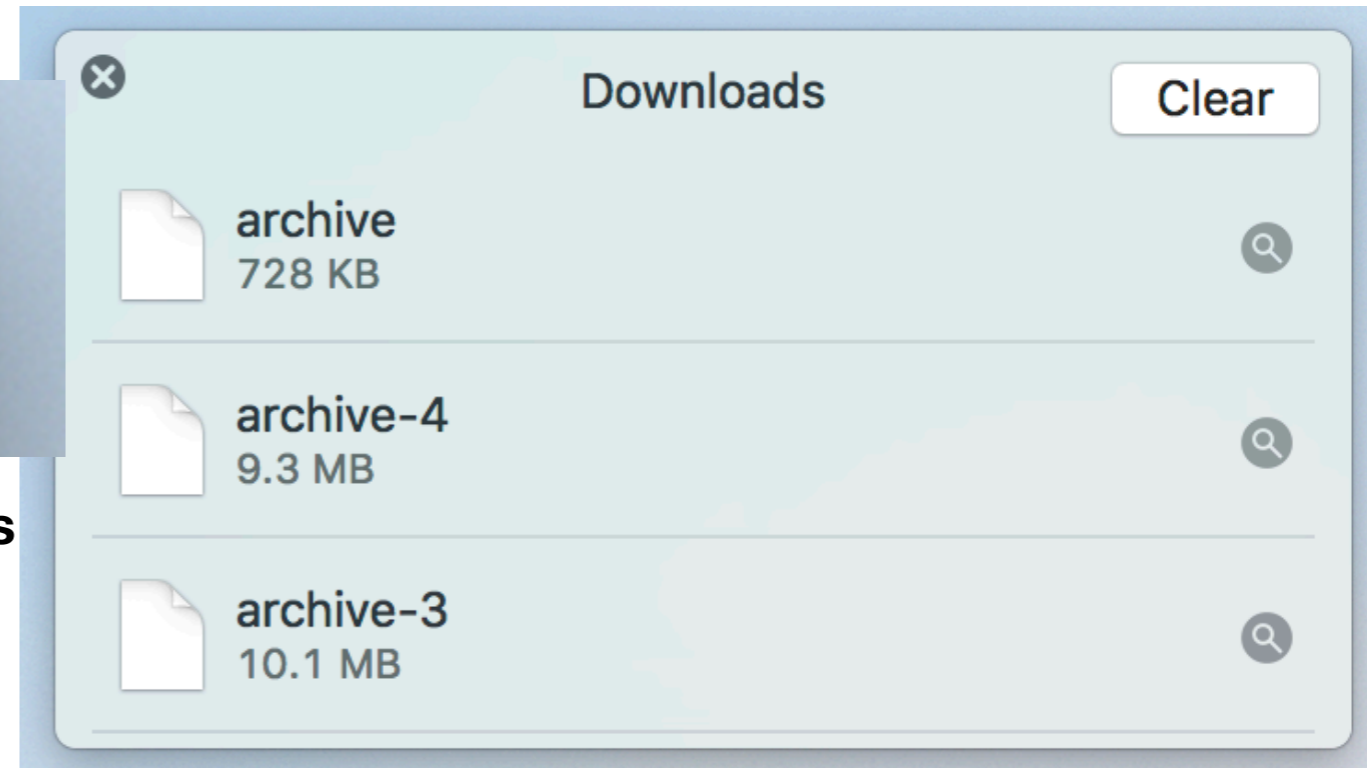 Downloads
Clear
archive
728 KB
archive-4
9.3 MB
s
archive-3
10.1 MB